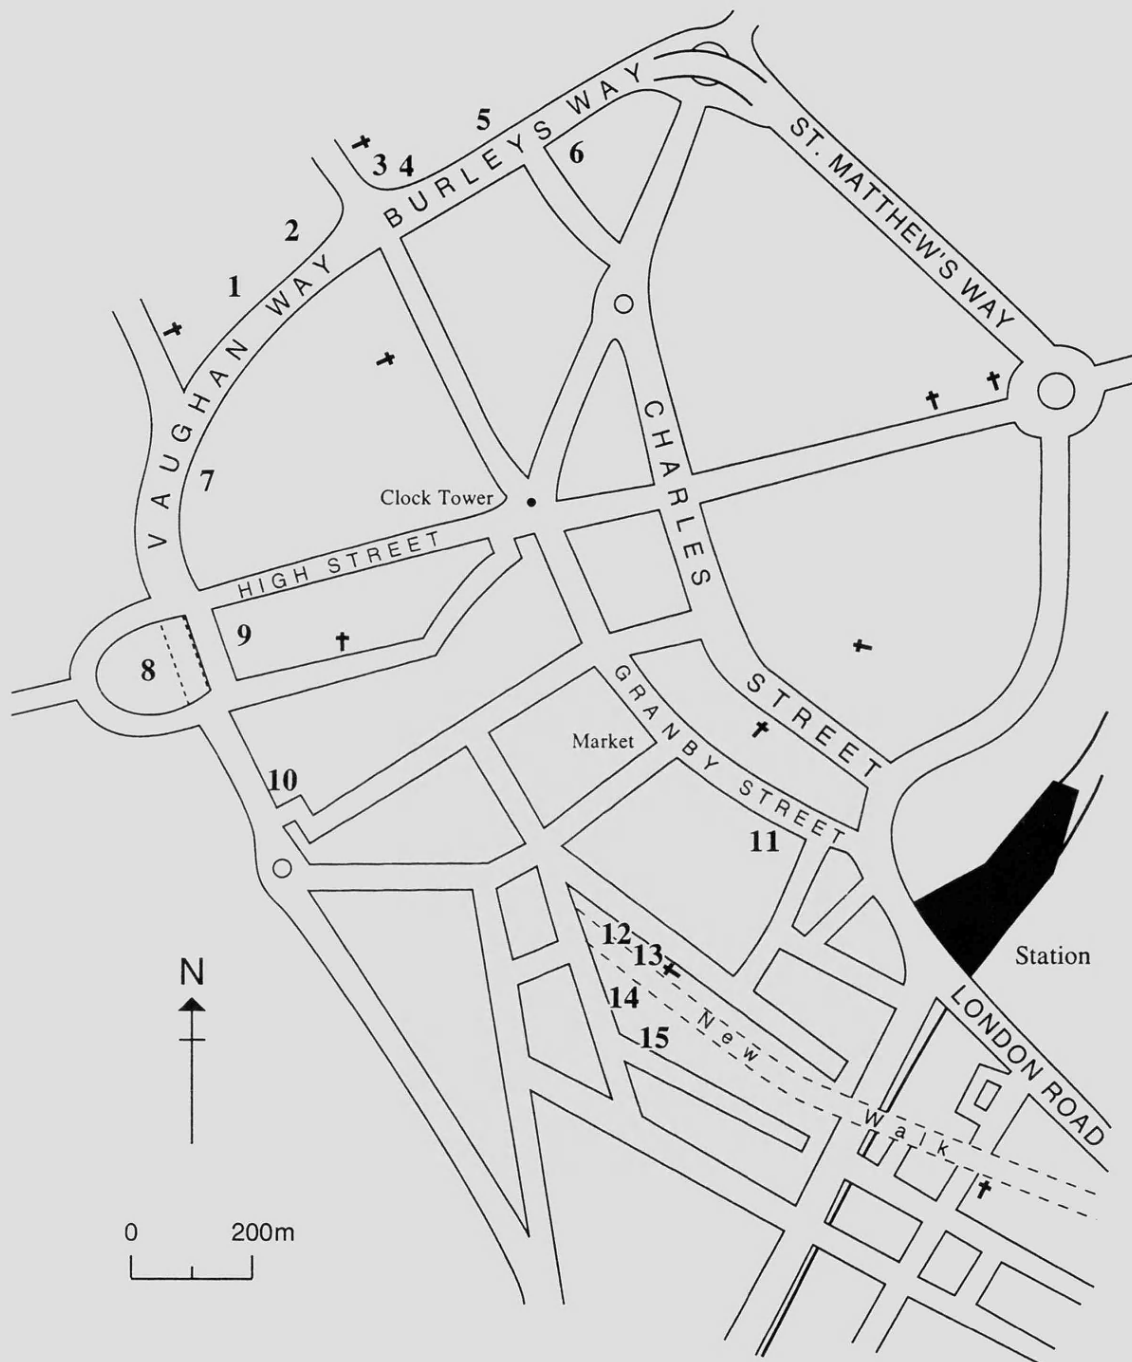 5
BURLEYS WAY
6
3 4
ST. MATTHEW'S WAY
2
1
VAUGHAN WAY
CHARLES STREET
7
Clock Tower
HIGH STREET
9
8
GRANBY STREET
Market
10
11
12
13
Station
N
14
New Walk
LONDON ROAD
15
0 200m